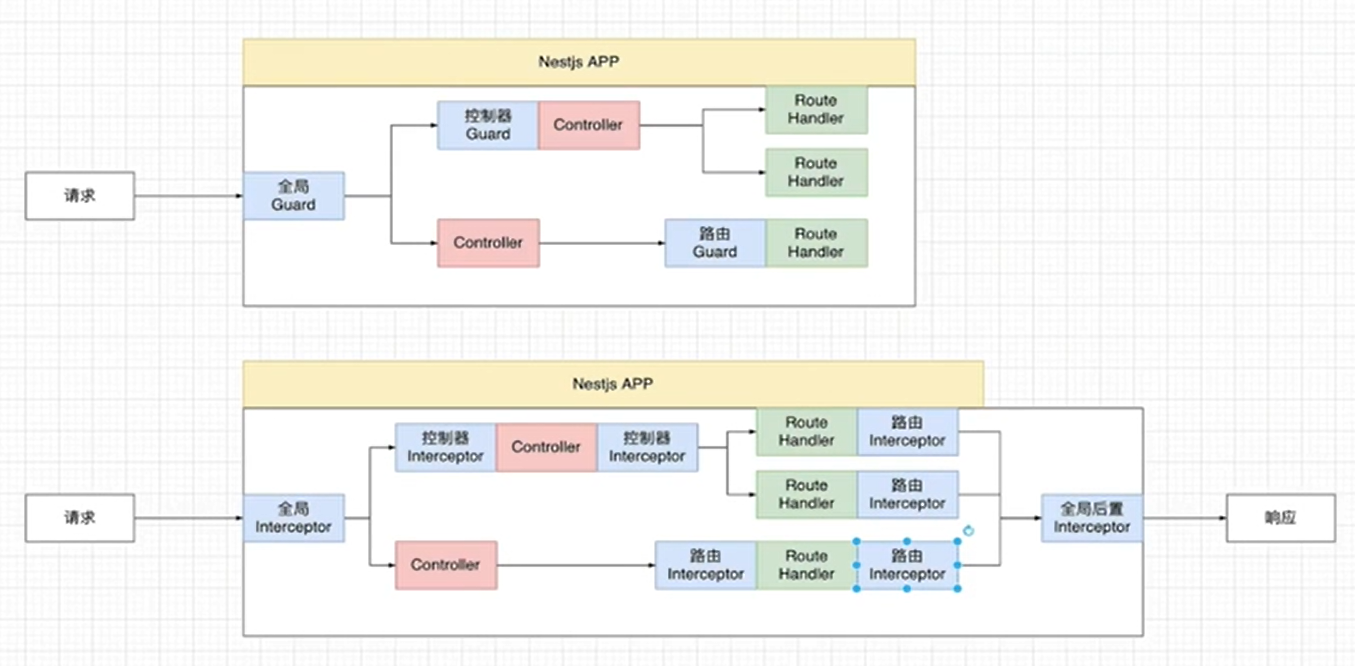 Nestjs APP
控制器
Guard
Controller
Route
Handler
Route
Handler
请求
全局
Guard
Controller
路由
Guard
Route
Handler
Nestjs APP
控制器
Interceptor
Controller
控制器
Interceptor
Route
Handler
路由
Interceptor
Route
Handler
路由
Interceptor
请求
全局
Interceptor
全局后置
Interceptor
响应
Controller
路由
Interceptor
Route
Handler
路由
Interceptor